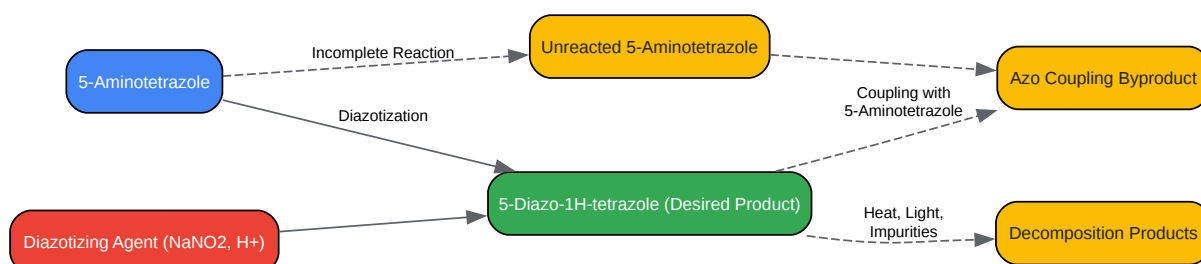 Incomplete Reaction
Unreacted 5-Aminotetrazole
5-Aminotetrazole
Azo Coupling Byproduct
Coupling with
5-Aminotetrazole
Diazotization
5-Diazo-1H-tetrazole (Desired Product)
Diazotizing Agent (NaNO2, H+)
Heat, Light,
Impurities
Decomposition Products